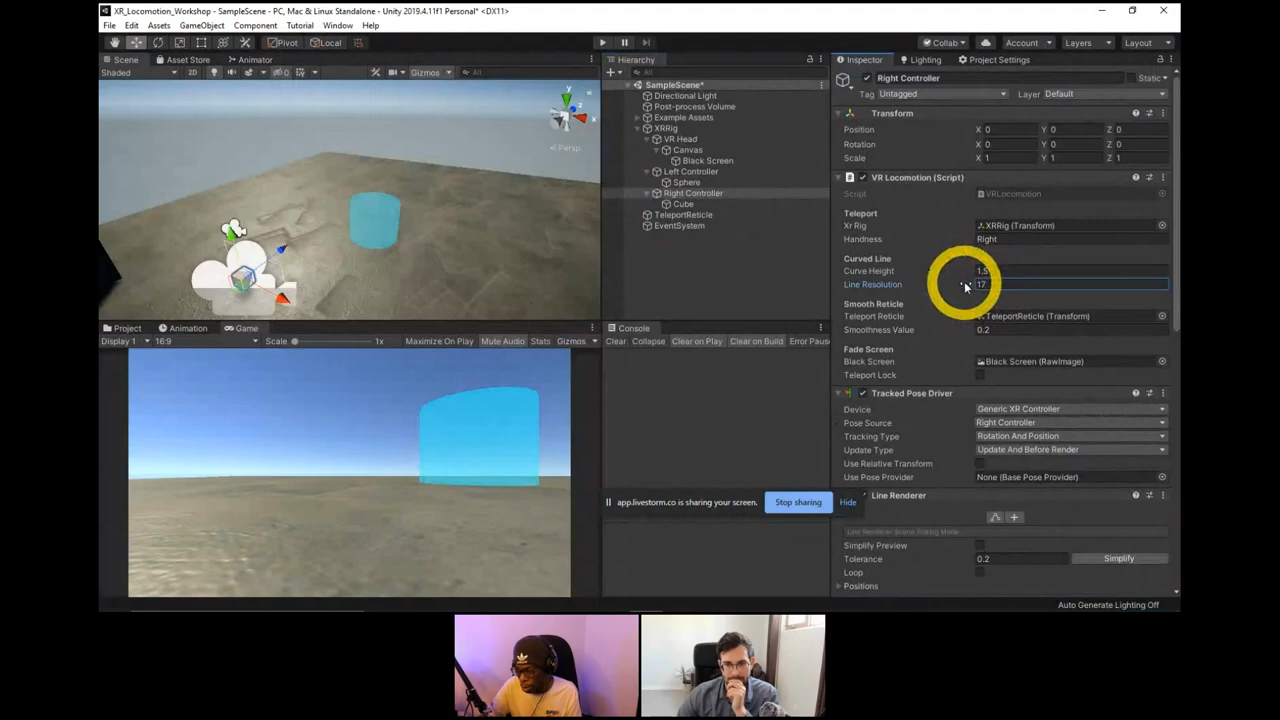 XR_Locomotion_Workshop - SampleScene - PC, Mac & Linux Standalone - Unity 2019.4.11f1 Personal* <DX11>
File Edit Assets GameObject Component Tutorial Window Help
Pivot Local Collab Account Layers Layout
Scene Asset Store Animator
Shaded 2D 0 Gizmos All
y
x
z
Persp
Hierarchy
All
SampleScene*
Directional Light
Post-process Volume
Example Assets
XRRig
VR Head
Canvas
Black Screen
Left Controller
Sphere
Right Controller
Cube
TeleportReticle
EventSystem
Project Animation Game
Display 1 16:9 Scale 1x Maximize On Play Mute Audio Stats Gizmos
Console
Clear Collapse Clear on Play Clear on Build Error Pause
app.livestorm.co is sharing your screen. Stop sharing Hide
Inspector Lighting Project Settings
Right Controller Static
Tag Untagged Layer Default
Transform
Position X 0 Y 0 Z 0
Rotation X 0 Y 0 Z 0
Scale X 1 Y 1 Z 1
VR Locomotion (Script)
Script VRLocomotion
Teleport
Xr Rig XRRig (Transform)
Handness Right
Curved Line
Curve Height 1.5
Line Resolution 17
Smooth Reticle
Teleport Reticle TeleportReticle (Transform)
Smoothness Value 0.2
Fade Screen
Black Screen Black Screen (RawImage)
Teleport Lock
Tracked Pose Driver
Device Generic XR Controller
Pose Source Right Controller
Tracking Type Rotation And Position
Update Type Update And Before Render
Use Relative Transform
Use Pose Provider None (Base Pose Provider)
Line Renderer
Line Renderer Scene Editing Mode:
Simplify Preview
Tolerance 0.2 Simplify
Loop
Positions
Auto Generate Lighting Off